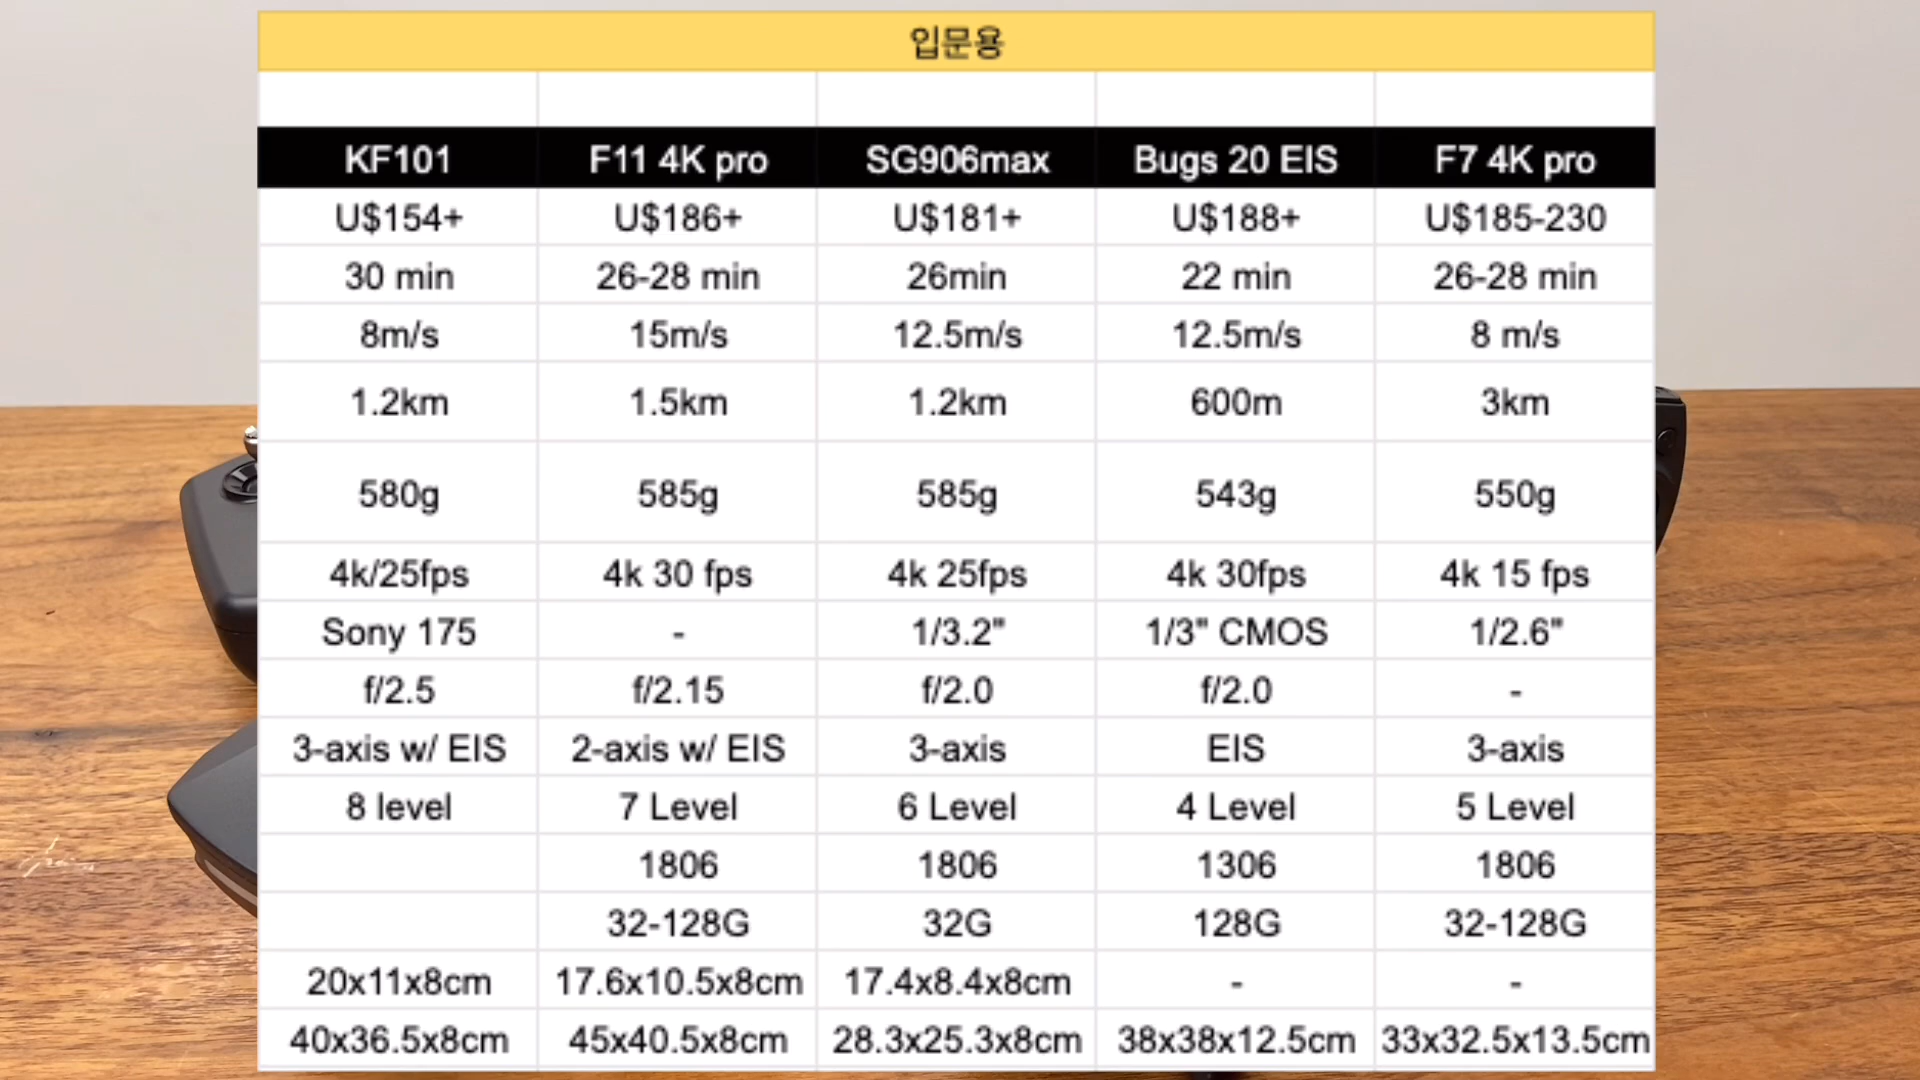 입문용
KF101 F11 4K pro SG906max Bugs 20 EIS F7 4K pro
U$154+ U$186+ U$181+ U$188+ U$185-230
30 min 26-28 min 26min 22 min 26-28 min
8m/s 15m/s 12.5m/s 12.5m/s 8 m/s
1.2km 1.5km 1.2km 600m 3km
580g 585g 585g 543g 550g
4k/25fps 4k 30 fps 4k 25fps 4k 30fps 4k 15 fps
Sony 175 - 1/3.2" 1/3" CMOS 1/2.6"
f/2.5 f/2.15 f/2.0 f/2.0 -
3-axis w/ EIS 2-axis w/ EIS 3-axis EIS 3-axis
8 level 7 Level 6 Level 4 Level 5 Level
1806 1806 1306 1806
32-128G 32G 128G 32-128G
20x11x8cm 17.6x10.5x8cm 17.4x8.4x8cm - -
40x36.5x8cm 45x40.5x8cm 28.3x25.3x8cm 38x38x12.5cm 33x32.5x13.5cm